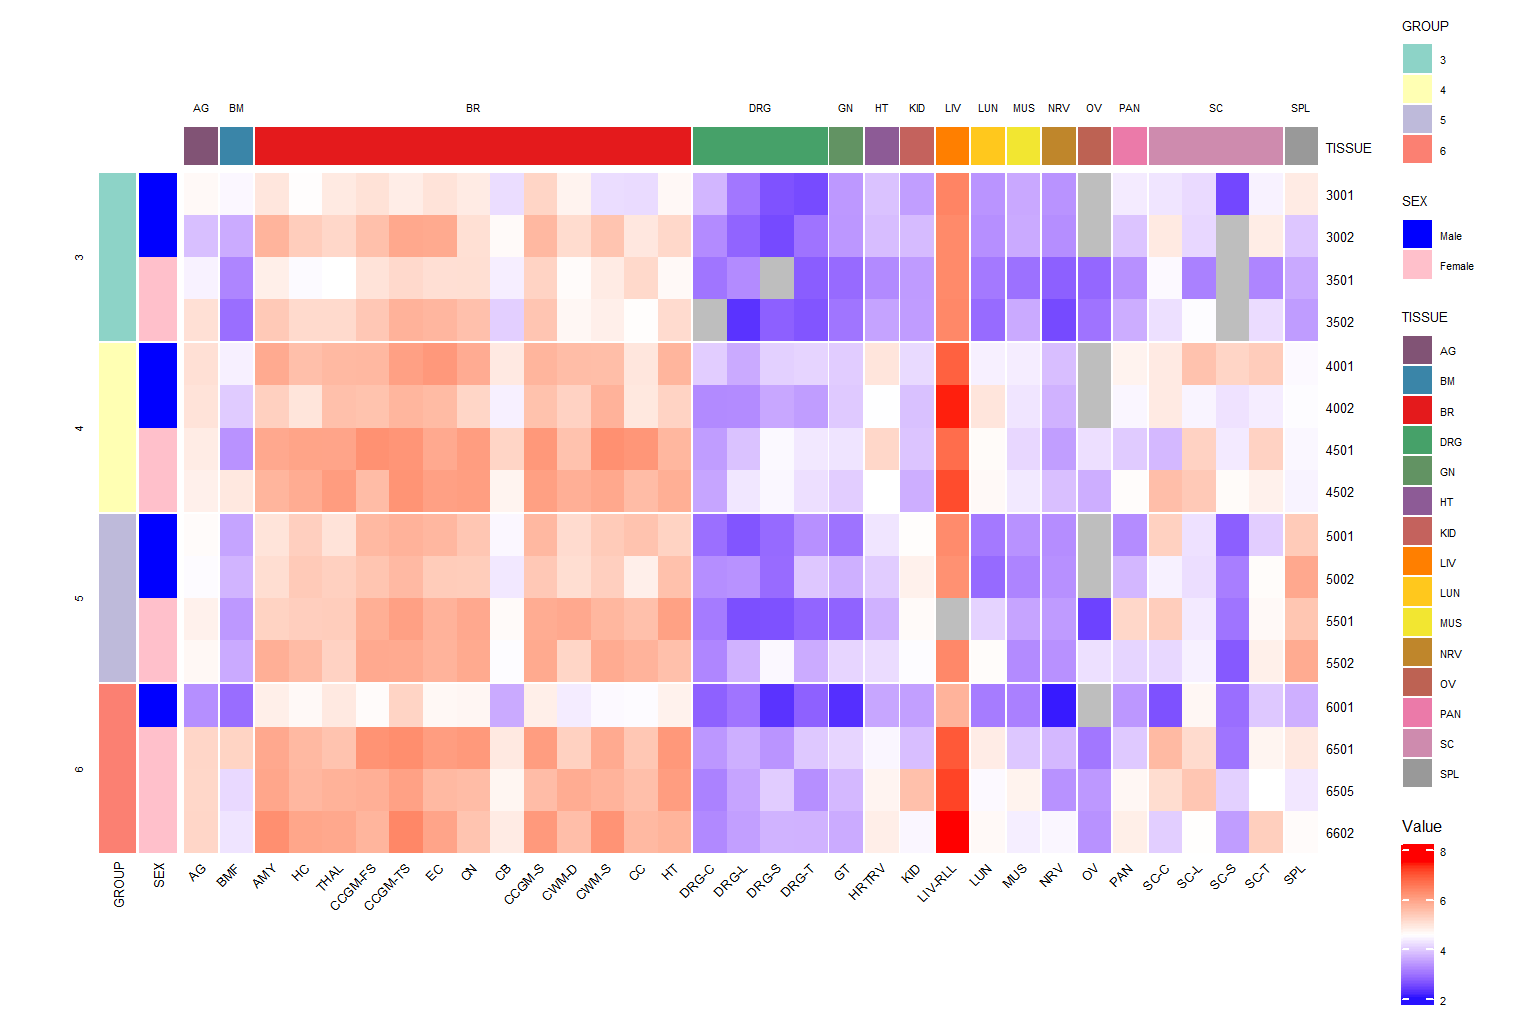 GROUP
3
4
5
6
AG BM BR DRG GN HT KID LIV LUN MUS NRV OV PAN SC SPL
TISSUE
3
3001
3002
3501
3502
4
4001
4002
4501
4502
5
5001
5002
5501
5502
6
6001
6501
6505
6602
GROUP SEX AG BMF AMY HC THAL CCGM-FS CCGM-TS EC CN CB CCGM-S CWM-D CWM-S CC HT DRG-C DRG-L DRG-S DRG-T GT HRTRV KID LIV-RLL LUN MUS NRV OV PAN SC-C SC-L SC-S SC-T SPL
SEX
Male
Female
TISSUE
AG
BM
BR
DRG
GN
HT
KID
LIV
LUN
MUS
NRV
OV
PAN
SC
SPL
Value
8
6
4
2